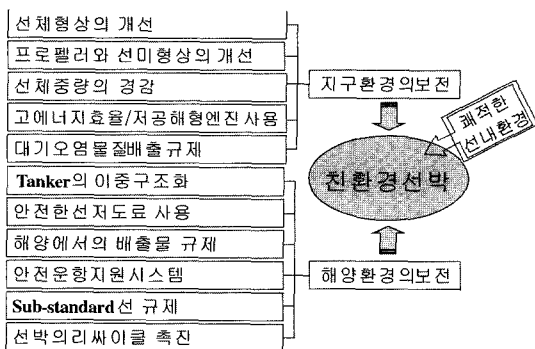 선체형상의 개선
프로펠러와 선미형상의 개선
선체중량의 경감
고에너지효율/저공해형엔진사용
대기오염물질배출규제
Tanker의 이중구조화
안전한선저도료 사용
해양에서의 배출물 규제
안전운항지원시스템
Sub-standard선 규제
선박의리싸이클 촉진
지구환경의보전
쾌적한
선내환경
친환경선박
해양환경의보전